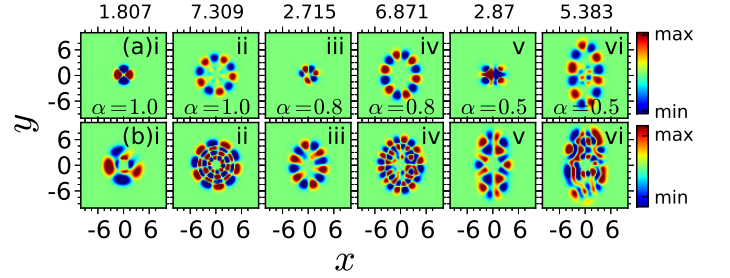 1.807 7.309 2.715 6.871 2.87 5.383
6 (a)i ii iii iv v vi max
0
-6 α=1.0 α=1.0 α=0.8 α=0.8 α=0.5 α=0.5 min
y
6 (b)i ii iii iv v vi max
0
-6 min
-6 0 6 -6 0 6 -6 0 6 -6 0 6 -6 0 6 -6 0 6
x